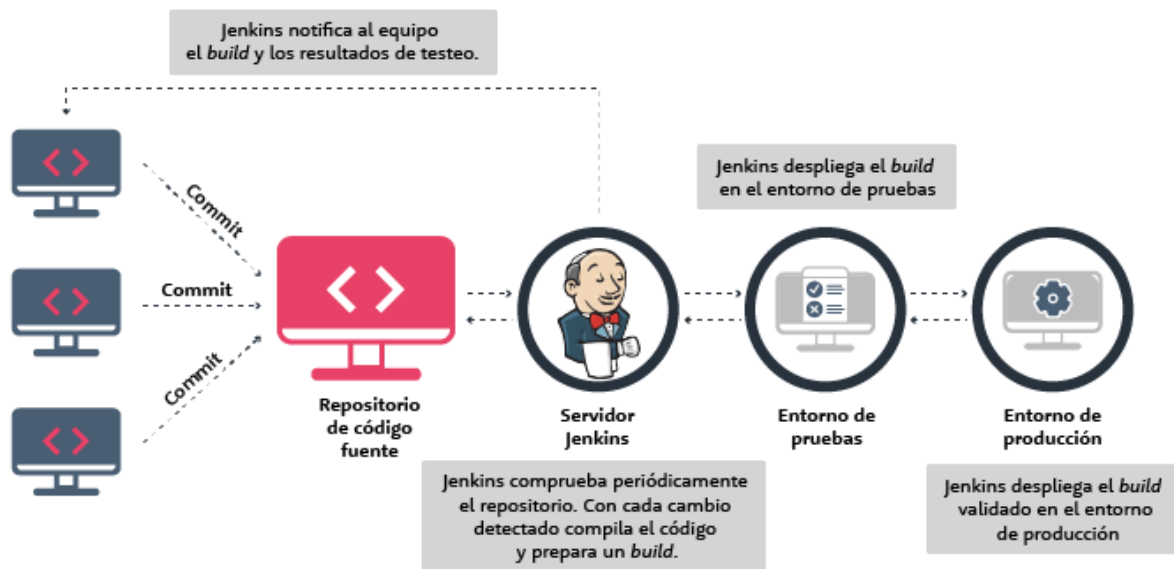 Jenkins notifica al equipo
el build y los resultados de testeo.
Jenkins despliega el build
en el entorno de pruebas
Commit
Commit
Commit
Repositorio
de código
fuente
Servidor
Jenkins
Entorno de
pruebas
Entorno de
producción
Jenkins comprueba periódicamente
el repositorio. Con cada cambio
detectado compila el código
y prepara un build.
Jenkins despliega el build
validado en el entorno
de producción